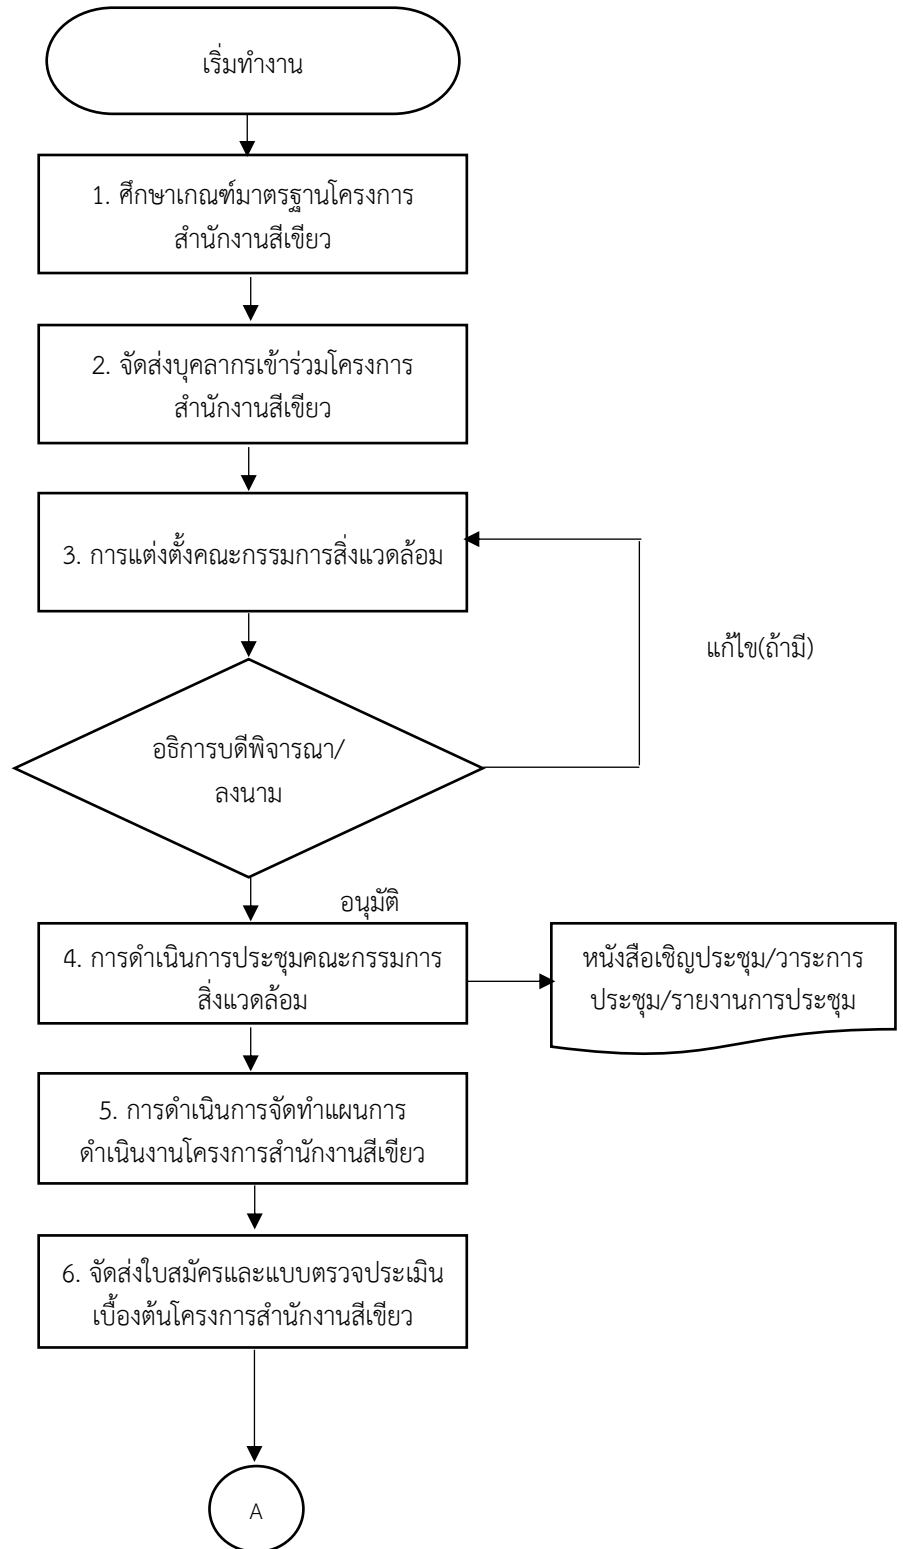 เริ่มทำงาน
1. ศึกษาเกณฑ์มาตรฐานโครงการ
สำนักงานสีเขียว
2. จัดส่งบุคลากรเข้าร่วมโครงการ
สำนักงานสีเขียว
3. การแต่งตั้งคณะกรรมการสิ่งแวดล้อม
แก้ไข(ถ้ามี)
อธิการบดีพิจารณา/
ลงนาม
อนุมัติ
4. การดำเนินการประชุมคณะกรรมการ
สิ่งแวดล้อม
หนังสือเชิญประชุม/วาระการ
ประชุม/รายงานการประชุม
5. การดำเนินการจัดทำแผนการ
ดำเนินงานโครงการสำนักงานสีเขียว
6. จัดส่งใบสมัครและแบบตรวจประเมิน
เบื้องต้นโครงการสำนักงานสีเขียว
A